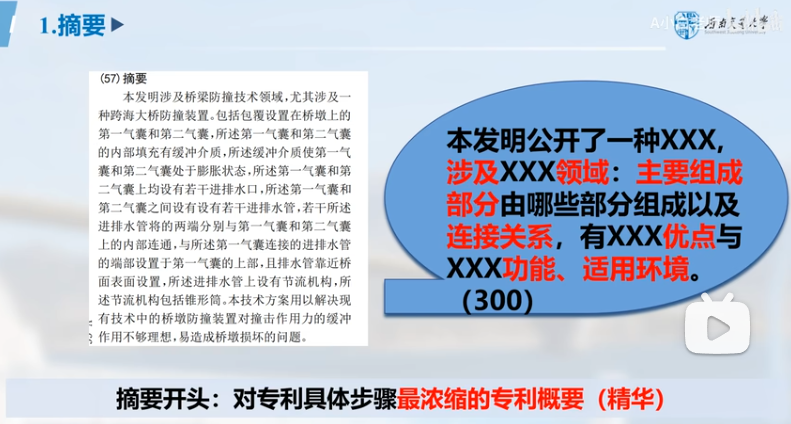 1.摘要
(57)摘要
本发明涉及桥梁防撞技术领域,尤其涉及一
种跨海大桥防撞装置。包括包覆设置在桥墩上的
第一气囊和第二气囊,所述第一气囊和第二气囊
的内部填充有缓冲介质,所述缓冲介质使第一气
囊和第二气囊处于膨胀状态,所述第一气囊和第
二气囊上均设有若干进排水口,所述第一气囊和
第二气囊之间设有设有若干进排水管,若干所述
进排水管将的两端分别与第一气囊和第二气囊
上的内部连通,与所述第一气囊连接的进排水管
的端部设置于第一气囊的上部,且排水管靠近桥
面表面设置,所述进排水管上设有节流机构,所
述节流机构包括锥形筒。本技术方案用以解决现
有技术中的桥墩防撞装置对撞击作用力的缓冲
作用不够理想,易造成桥墩损坏的问题。
本发明公开了一种XXX,
涉及XXX领域：主要组成
部分由哪些部分组成以及
连接关系，有XXX优点与
XXX功能、适用环境。
（300）
摘要开头：对专利具体步骤最浓缩的专利概要（精华）